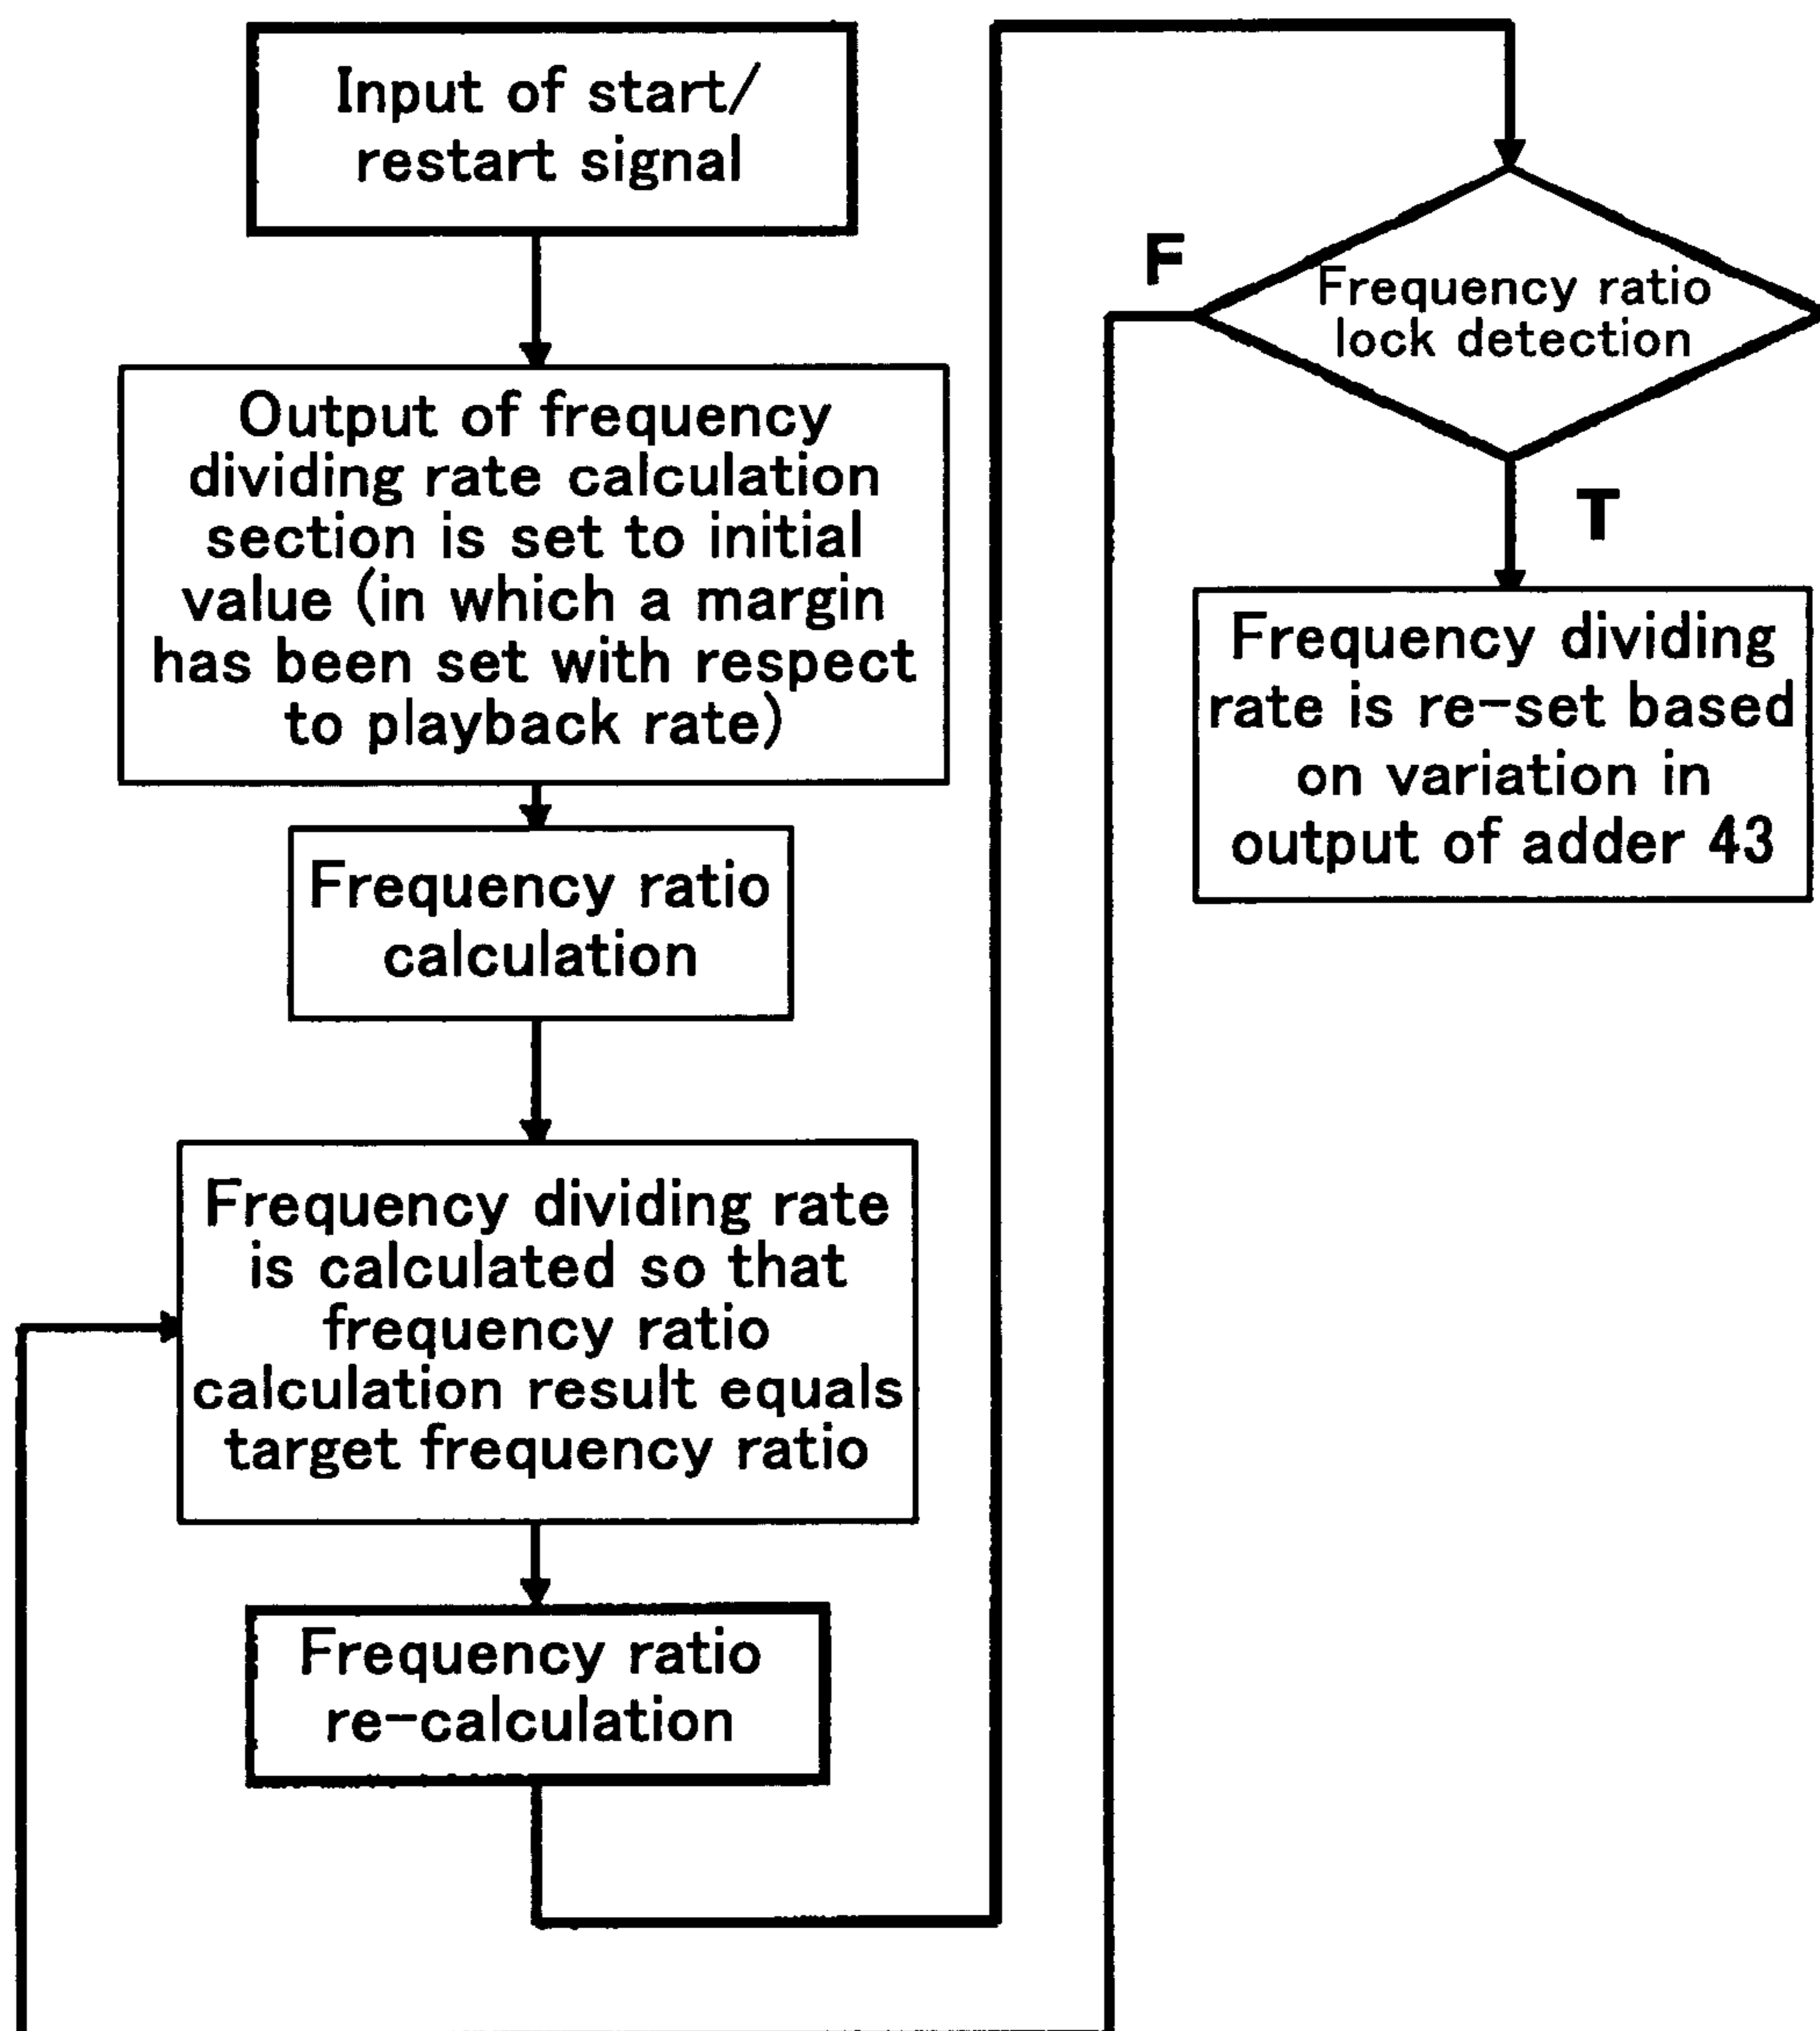 Input of start/
restart signal
Output of frequency
dividing rate calculation
section is set to initial
value (in which a margin
has been set with respect
to playback rate)
Frequency ratio
calculation
Frequency dividing rate
is calculated so that
frequency ratio
calculation result equals
target frequency ratio
Frequency ratio
re-calculation
Frequency ratio
lock detection
F
T
Frequency dividing
rate is re-set based
on variation in
output of adder 43